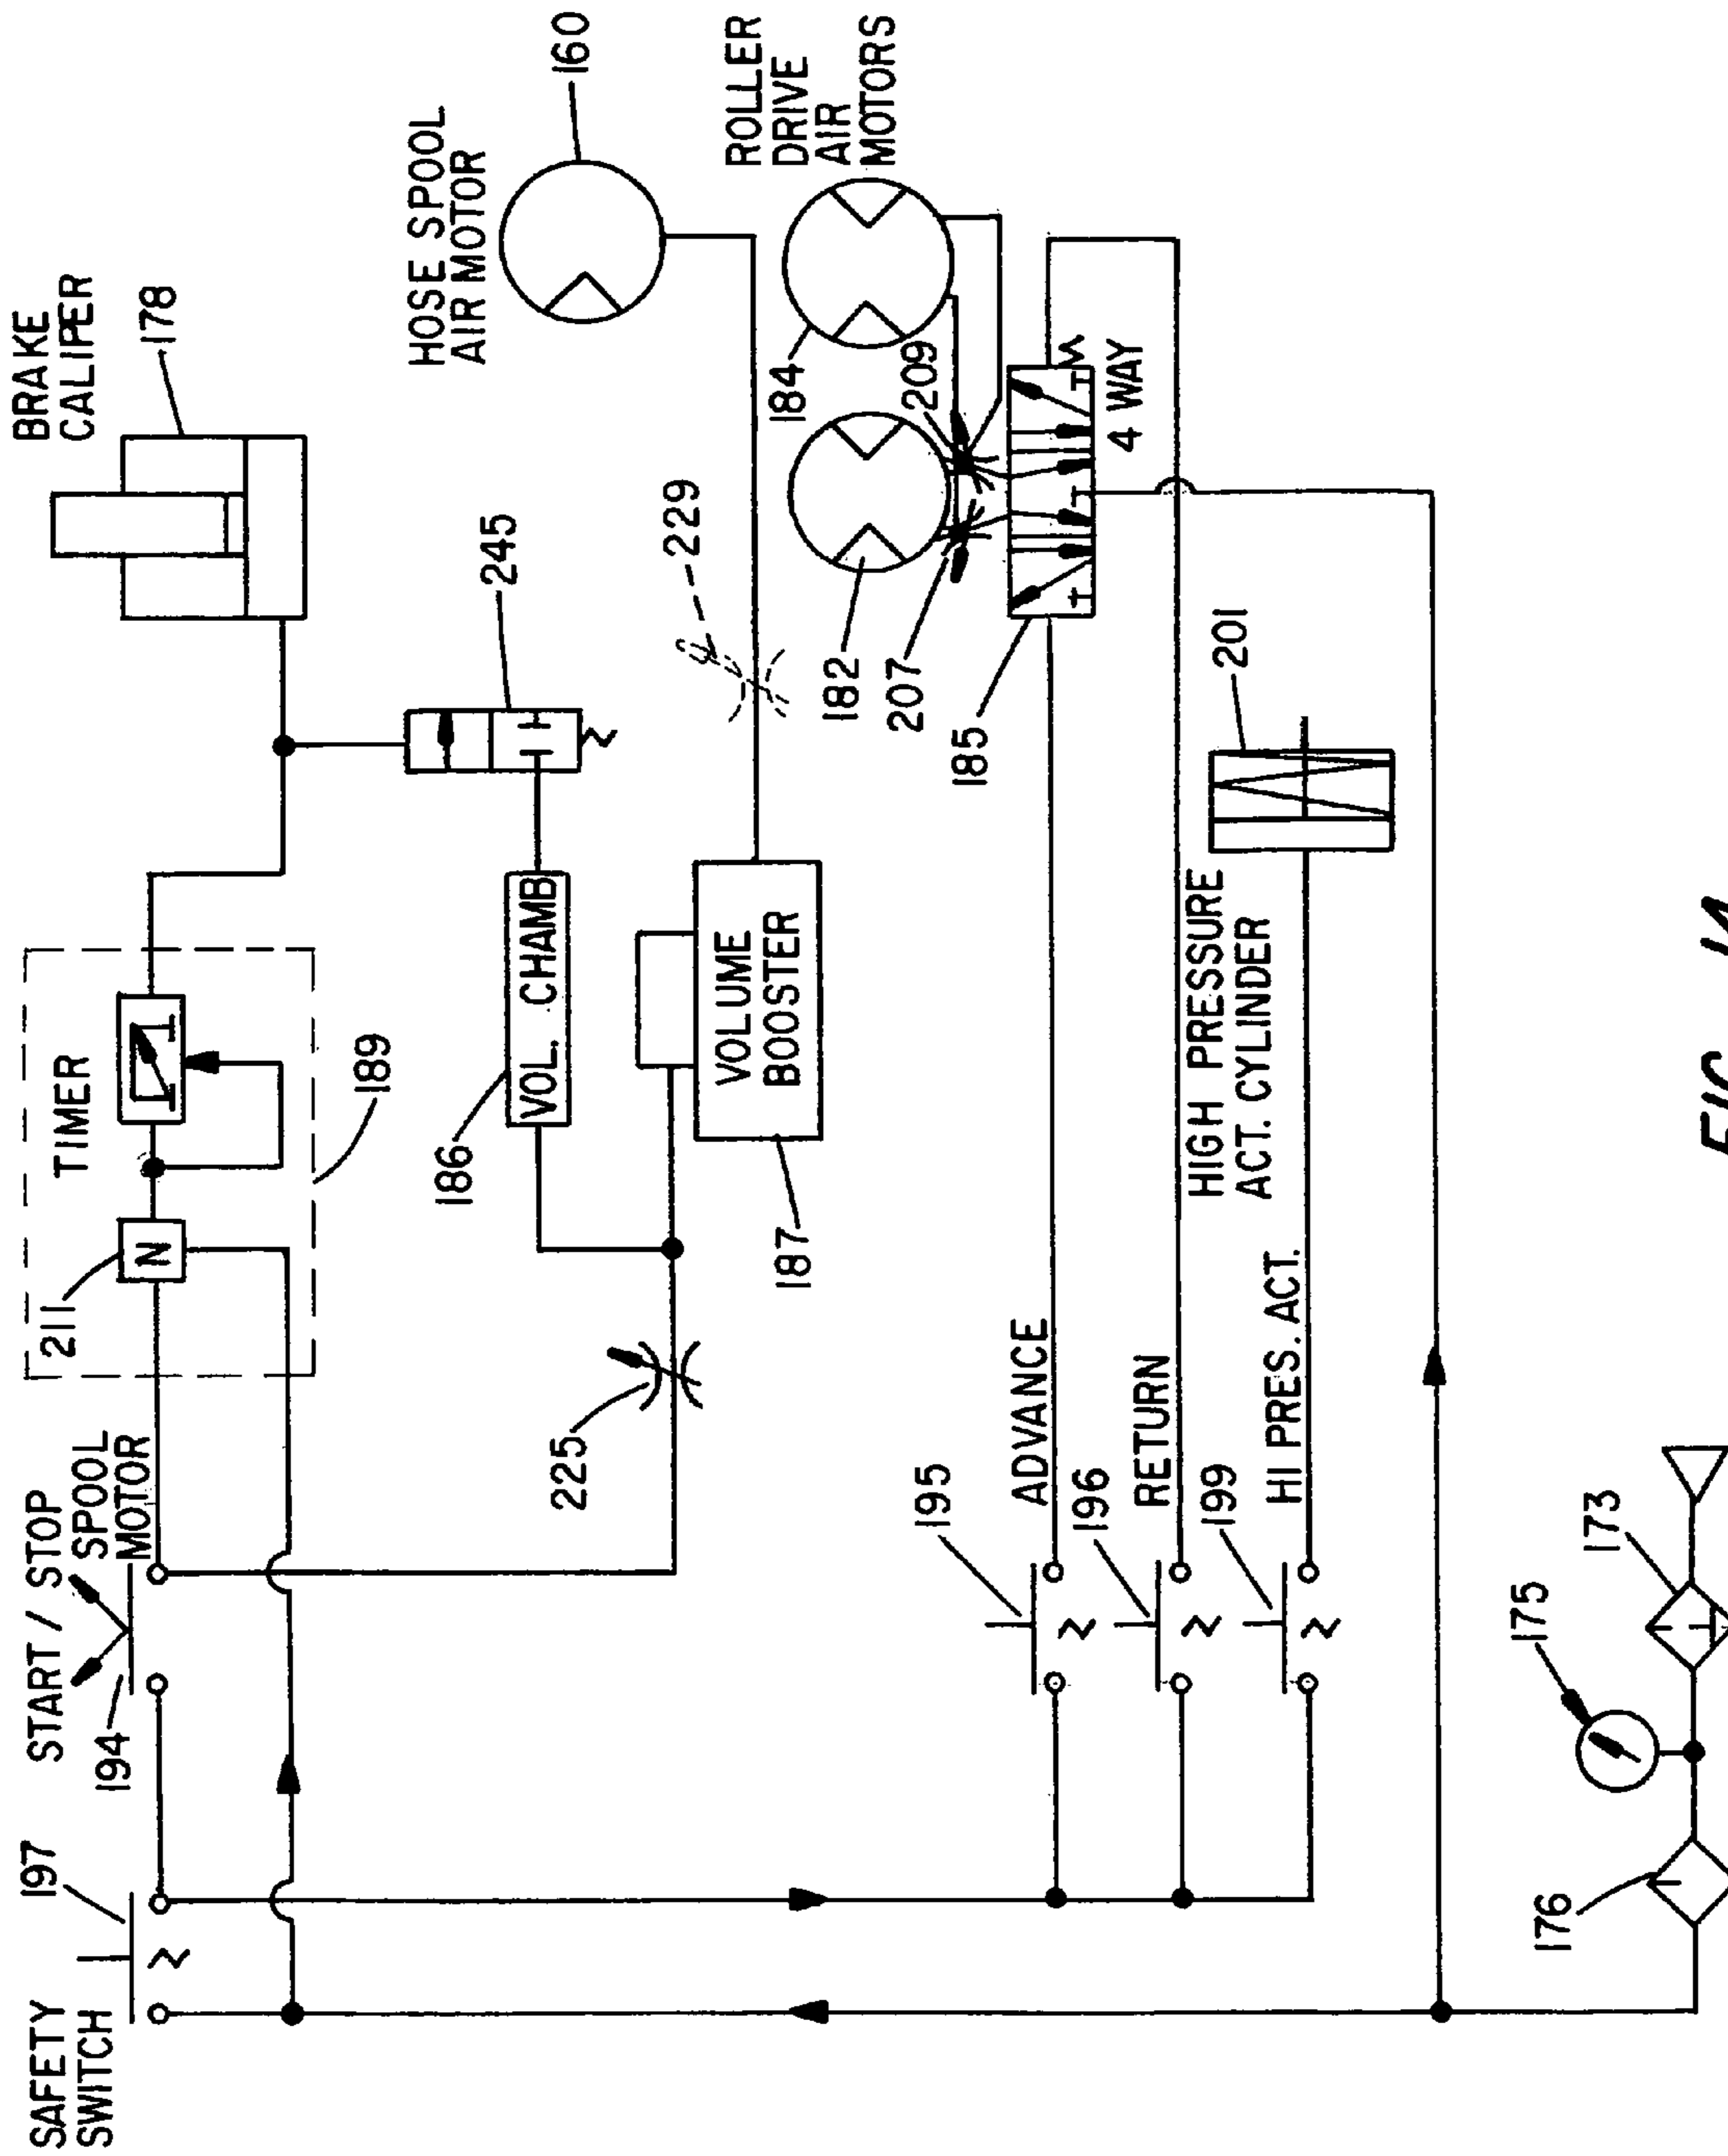 SAFETY
SWITCH
197
START / STOP
SPOOL
MOTOR
194
211
TIMER
189
BRAKE
CALIPER
178
245
225
186
VOL. CHAMB
VOLUME
BOOSTER
187
229
HOSE SPOOL
AIR MOTOR
160
ROLLER
DRIVE
AIR
MOTORS
184
182
207
209
185
4 WAY
195
ADVANCE
196
RETURN
199
HI PRES. ACT.
HIGH PRESSURE
ACT. CYLINDER
201
176
175
173
N